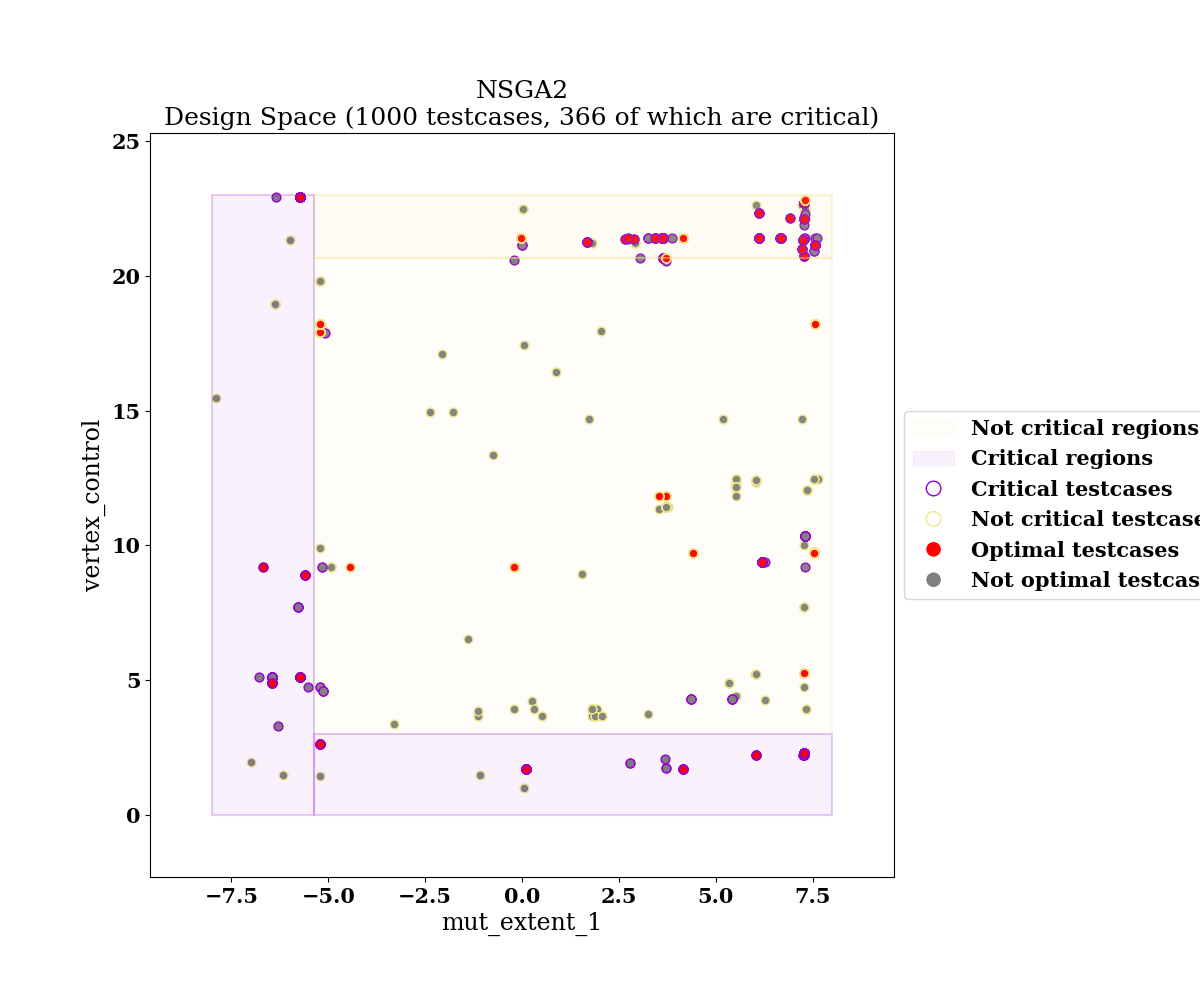 NSGA2
Design Space (1000 testcases, 366 of which are critical)
25
20
15
10
5
0
vertex_control
−7.5
−5.0
−2.5
0.0
2.5
5.0
7.5
mut_extent_1
Not critical regions
Critical regions
Critical testcases
Not critical testcase
Optimal testcases
Not optimal testcas